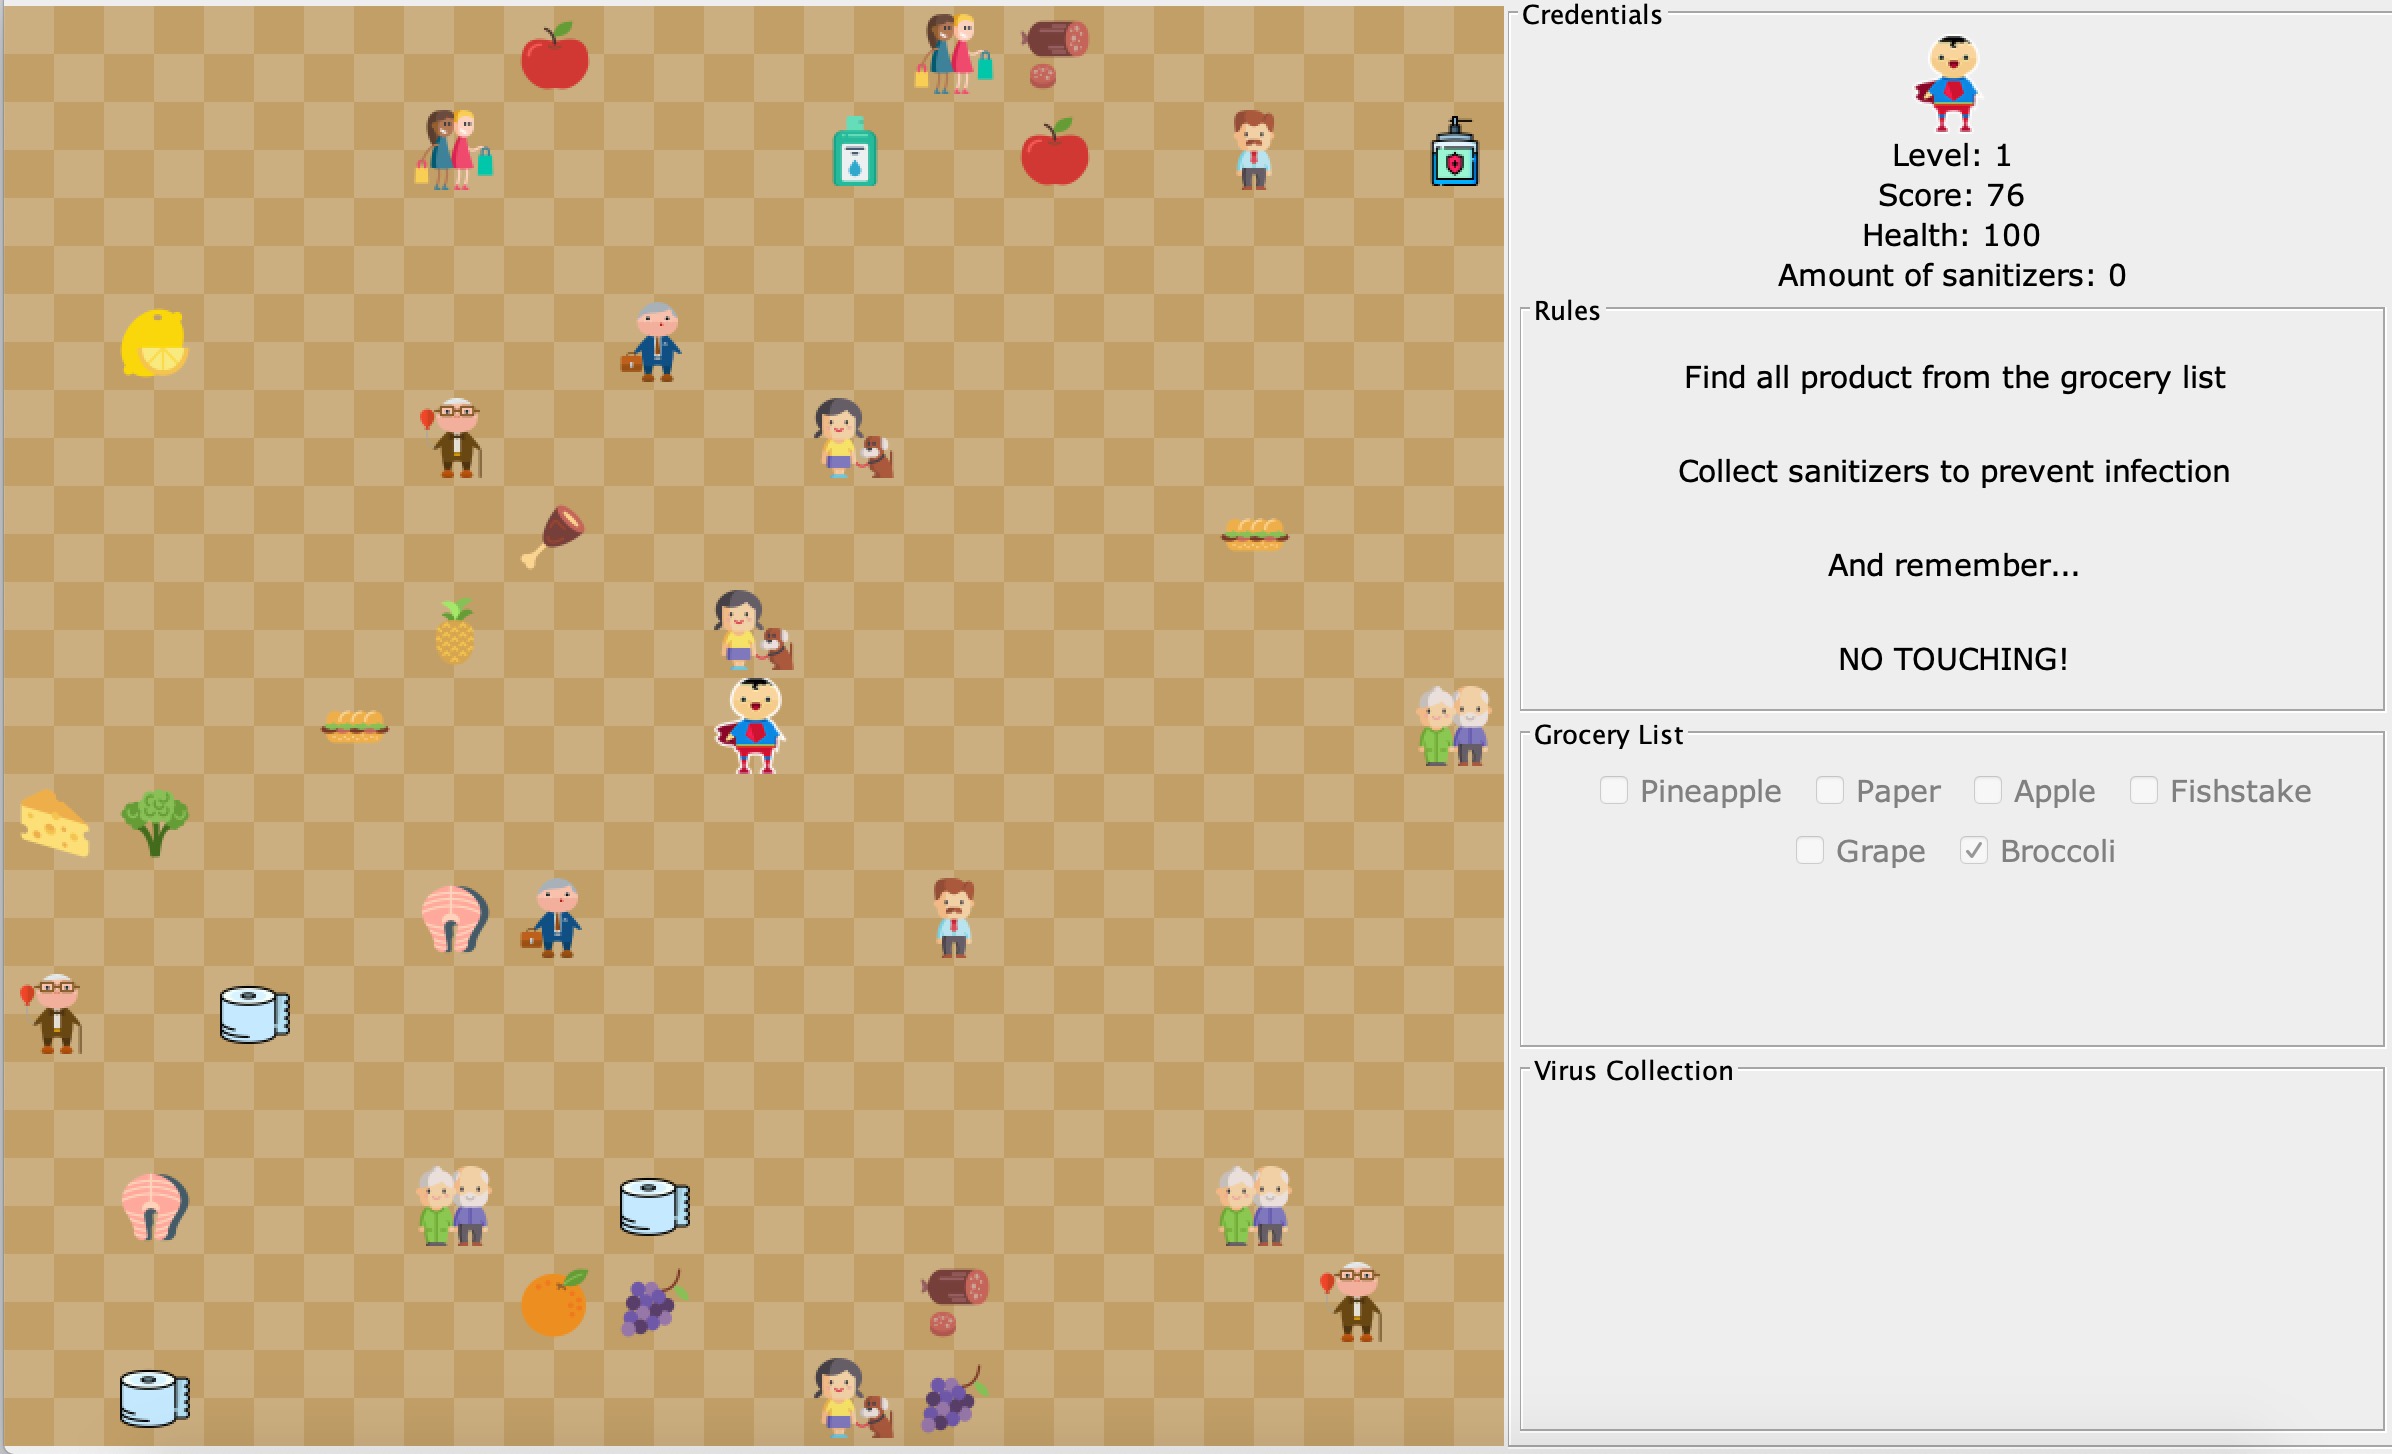 Credentials
Level: 1
Score: 76
Health: 100
Amount of sanitizers: 0
Rules
Find all product from the grocery list
Collect sanitizers to prevent infection
And remember...
NO TOUCHING!
Grocery List
Pineapple Paper Apple Fishstake
Grape Broccoli
Virus Collection